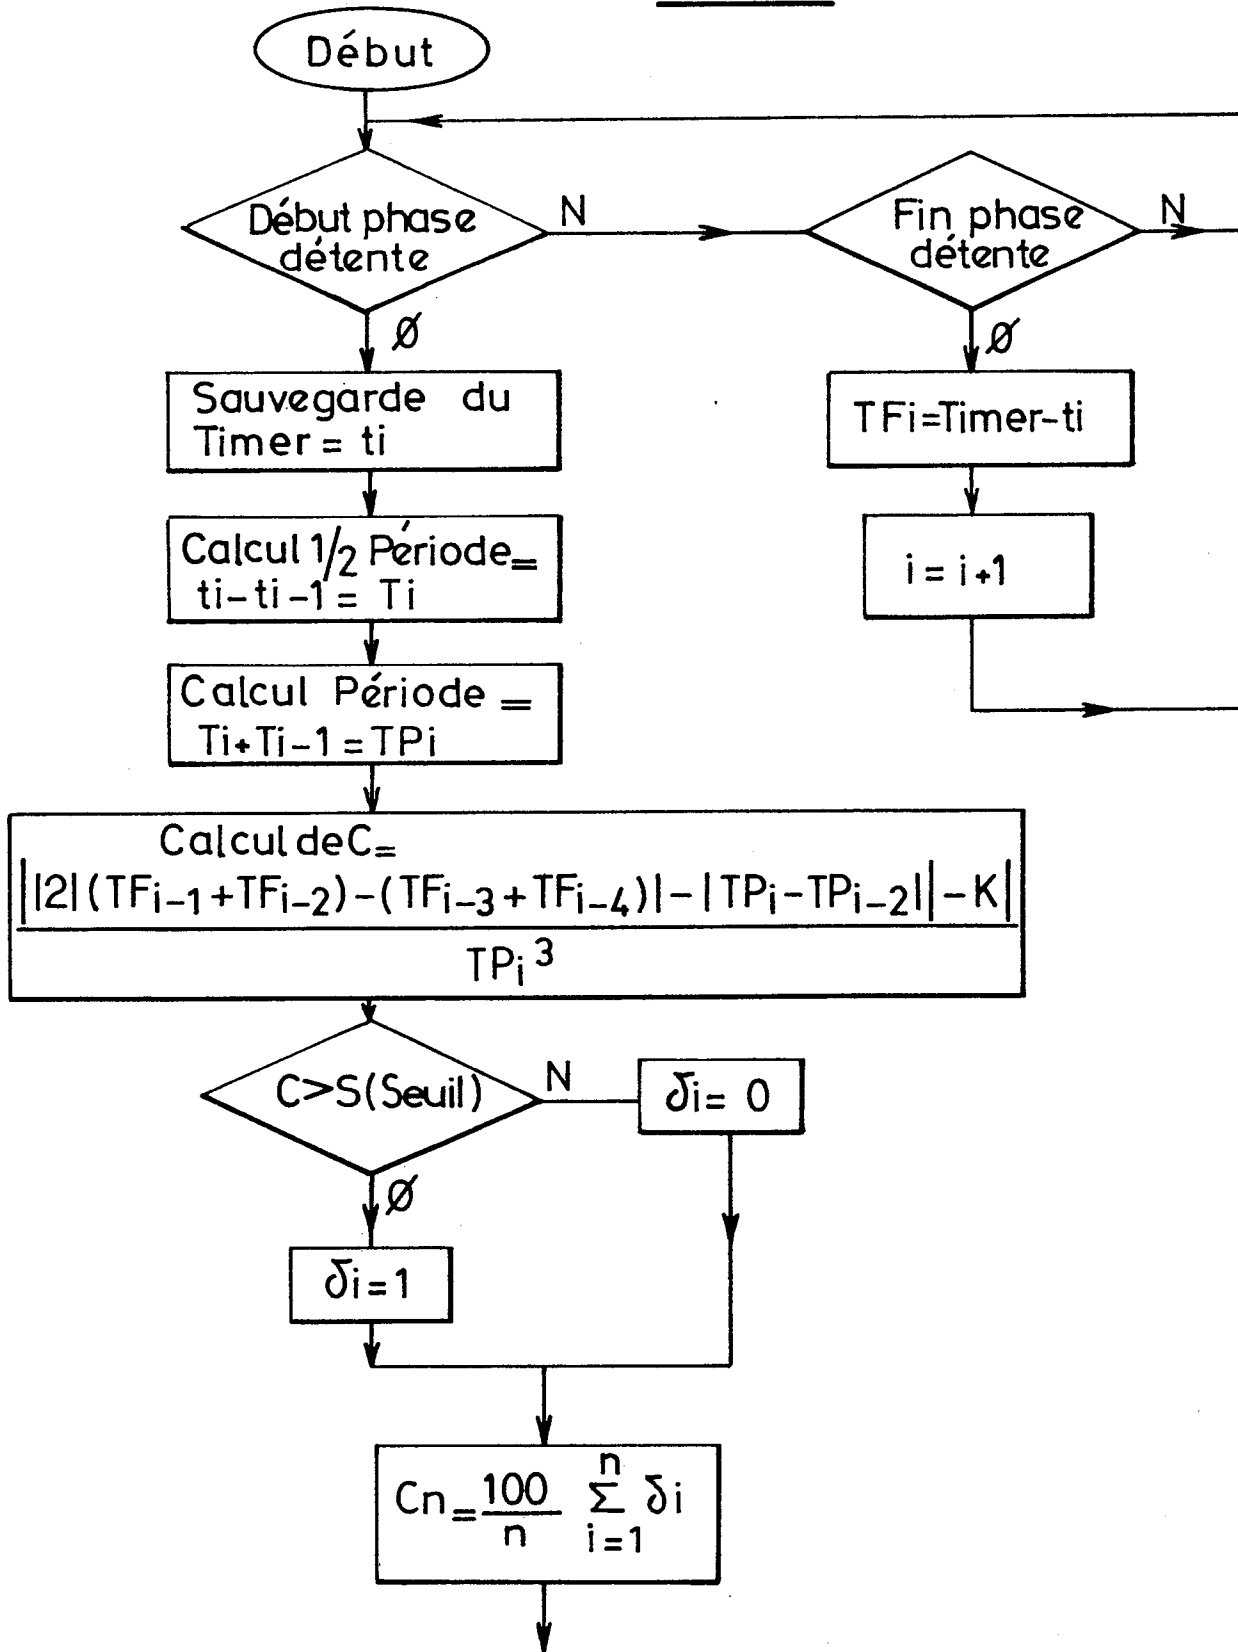 Début
Début phase
détente
N
Fin phase
détente
N
Ø
Ø
Sauvegarde du
Timer = ti
TFi=Timer-ti
Calcul 1/2 Période=
ti-ti-1 = Ti
i = i+1
Calcul Période =
Ti+Ti-1 = TPi
Calcul de C=
||2|(TFi-1+TFi-2)-(TFi-3+TFi-4)|-|TPi-TPi-2||-K|
TPi³
C>S(Seuil)
N
δi= 0
Ø
δi=1
Cn = 100/n Σ δi
n
i=1